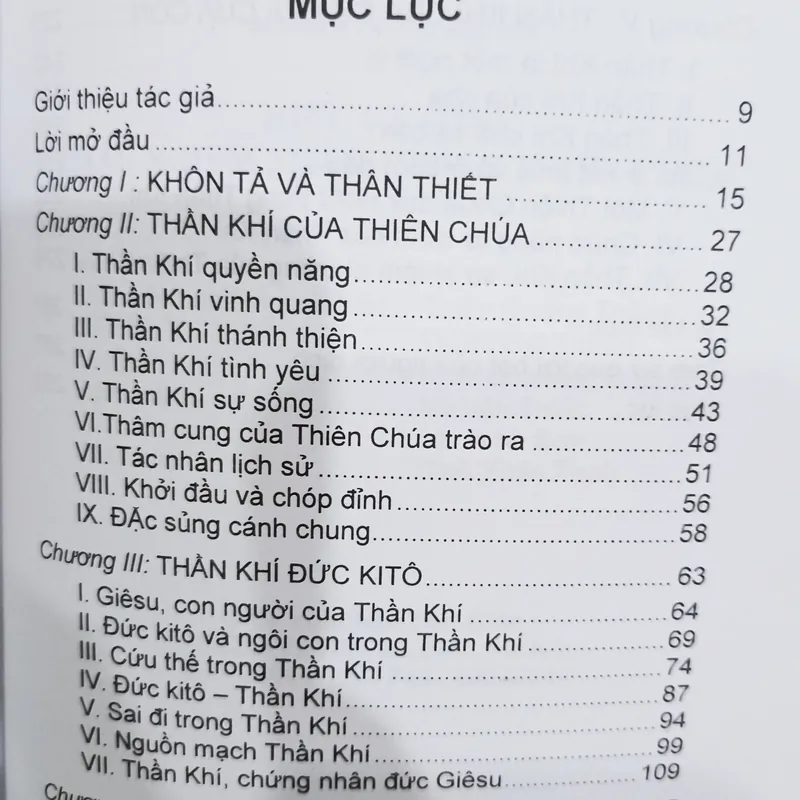 MỤC LỤC
Giới thiệu tác giả 9
Lời mở đầu 11
Chương I : KHÔN TẢ VÀ THÂN THIẾT 15
Chương II: THẦN KHÍ CỦA THIÊN CHÚA 27
I. Thần Khí quyền năng 28
II. Thần Khí vinh quang 32
III. Thần Khí thánh thiện 36
IV. Thần Khí tình yêu 39
V. Thần Khí sự sống 43
VI.Thâm cung của Thiên Chúa trào ra 48
VII. Tác nhân lịch sử 51
VIII. Khởi đầu và chóp đỉnh 56
IX. ĐẶc sủng cánh chung 58
Chương III: THẦN KHÍ ĐỨC KITÔ 63
I. Giêsu, con người của Thần Khí 64
II. Đức kitô và ngôi con trong Thần Khí 69
III. Cứu thế trong Thần Khí 74
IV. Đức kitô – Thần Khí 87
V. Sai đi trong Thần Khí 94
VI. Nguồn mạch Thần Khí 99
VII. Thần Khí, chứng nhân đức Giêsu 109